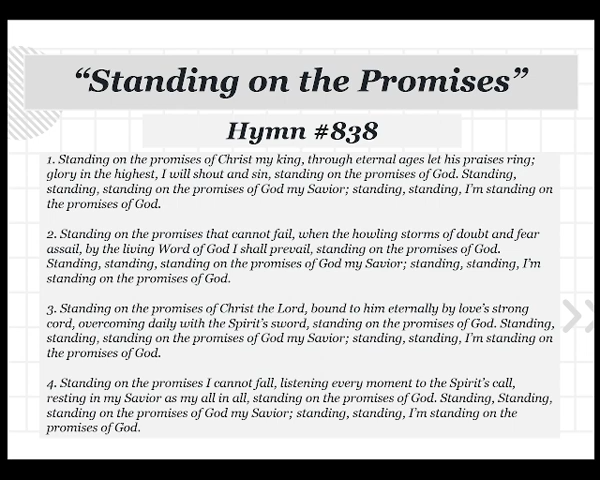 “Standing on the Promises”
Hymn #838
1. Standing on the promises of Christ my king, through eternal ages let his praises ring;
glory in the highest, I will shout and sin, standing on the promises of God. Standing,
standing, standing on the promises of God my Savior; standing, standing, I’m standing on
the promises of God.
2. Standing on the promises that cannot fail, when the howling storms of doubt and fear
assail, by the living Word of God I shall prevail, standing on the promises of God.
Standing, standing, standing on the promises of God my Savior; standing, standing, I’m
standing on the promises of God.
3. Standing on the promises of Christ the Lord, bound to him eternally by love’s strong
cord, overcoming daily with the Spirit’s sword, standing on the promises of God. Standing,
standing, standing on the promises of God my Savior; standing, standing, I’m standing on
the promises of God.
4. Standing on the promises I cannot fall, listening every moment to the Spirit’s call,
resting in my Savior as my all in all, standing on the promises of God. Standing, Standing,
standing on the promises of God my Savior; standing, standing, I’m standing on the
promises of God.